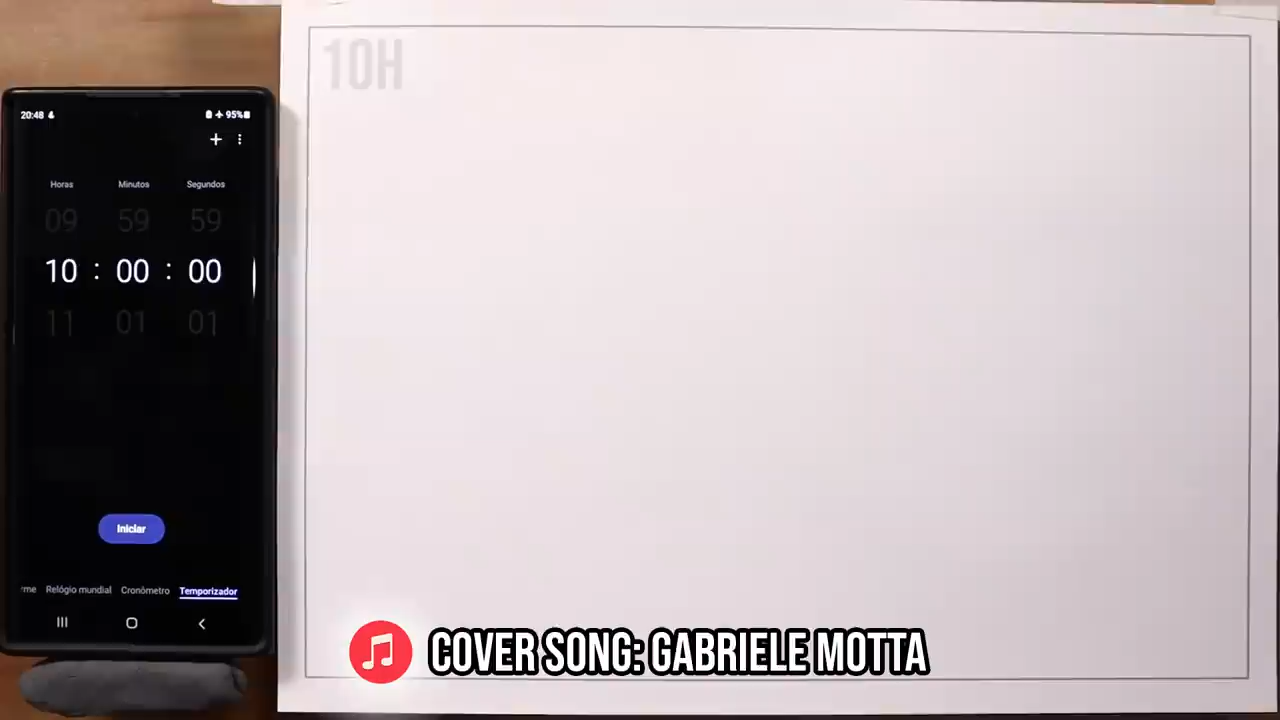 10H
20:48
95%
Horas Minutos Segundos
09 59 59
10 : 00 : 00
11 01 01
Iniciar
rme Relógio mundial Cronômetro Temporizador
COVER SONG: GABRIELE MOTTA